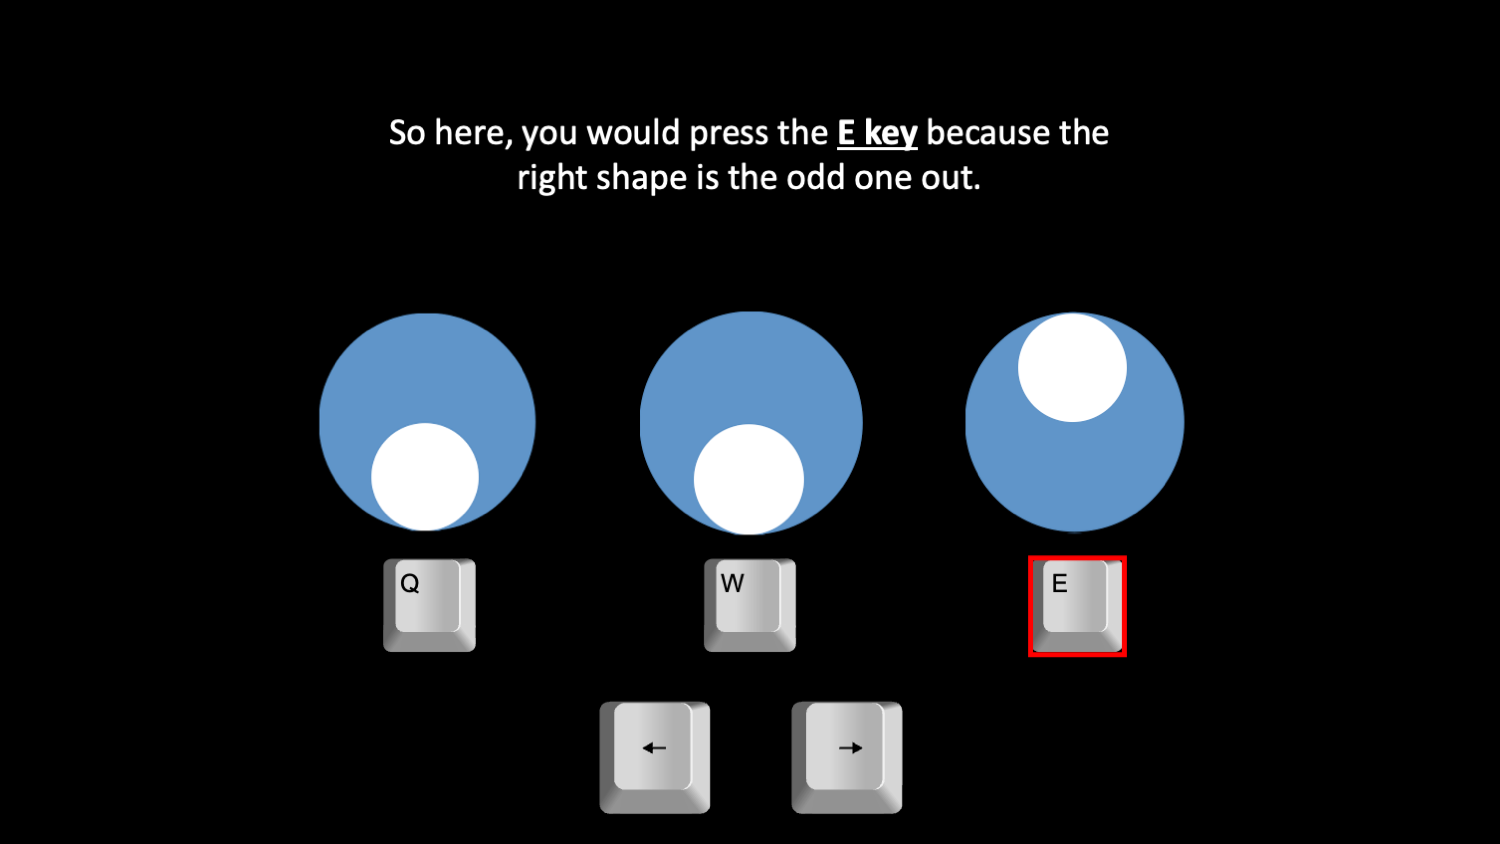 So here, you would press the E key because the
right shape is the odd one out.
Q W E
← →